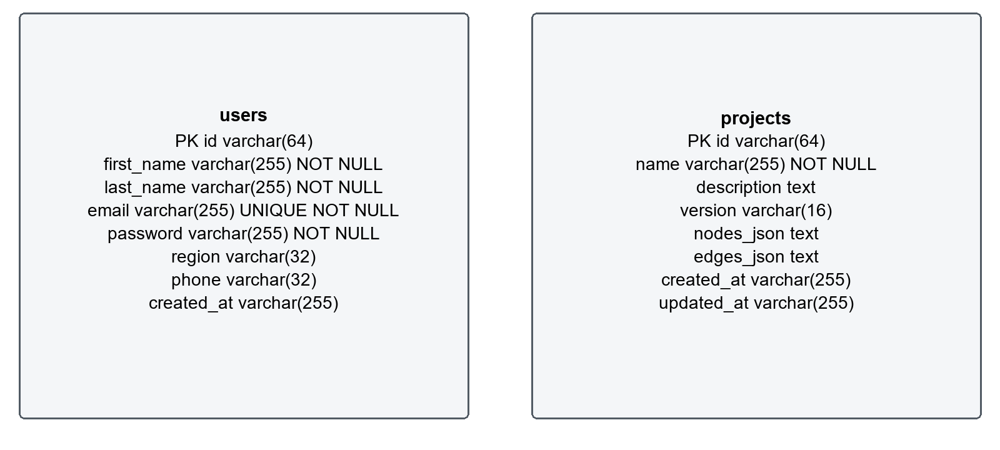 users
PK id varchar(64)
first_name varchar(255) NOT NULL
last_name varchar(255) NOT NULL
email varchar(255) UNIQUE NOT NULL
password varchar(255) NOT NULL
region varchar(32)
phone varchar(32)
created_at varchar(255)
projects
PK id varchar(64)
name varchar(255) NOT NULL
description text
version varchar(16)
nodes_json text
edges_json text
created_at varchar(255)
updated_at varchar(255)